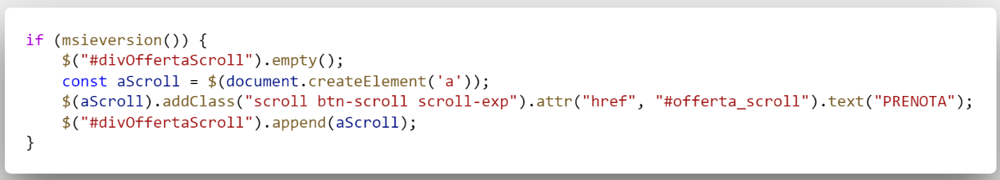 if (msieversion()) {
    $("#divOffertaScroll").empty();
    const aScroll = $(document.createElement('a'));
    $(aScroll).addClass("scroll btn-scroll scroll-exp").attr("href", "#offerta_scroll").text("PRENOTA");
    $("#divOffertaScroll").append(aScroll);
}